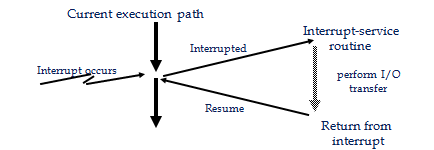 Current execution path
Interrupt-service
routine
Interrupted
Interrupt occurs
perform I/O
transfer
Resume
Return from
interrupt